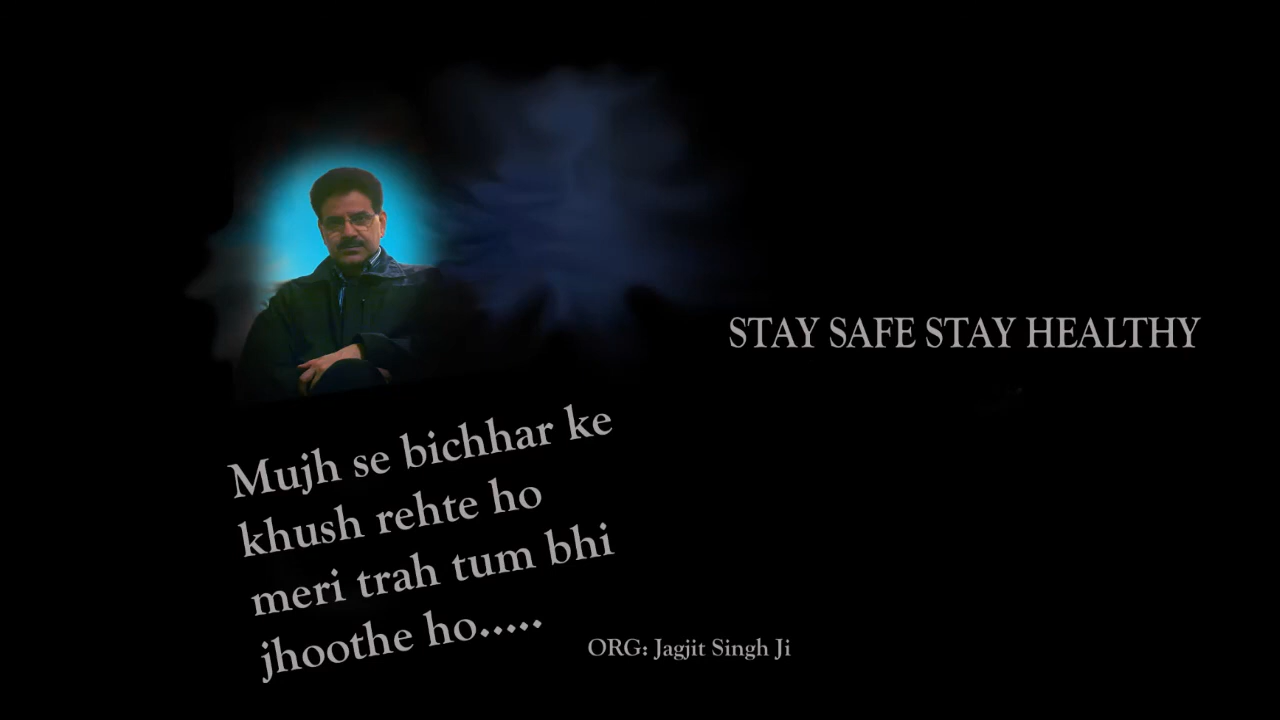 STAY SAFE STAY HEALTHY
Mujh se bichhar ke
khush rehte ho
meri trah tum bhi
jhoothe ho.....
ORG: Jagjit Singh Ji